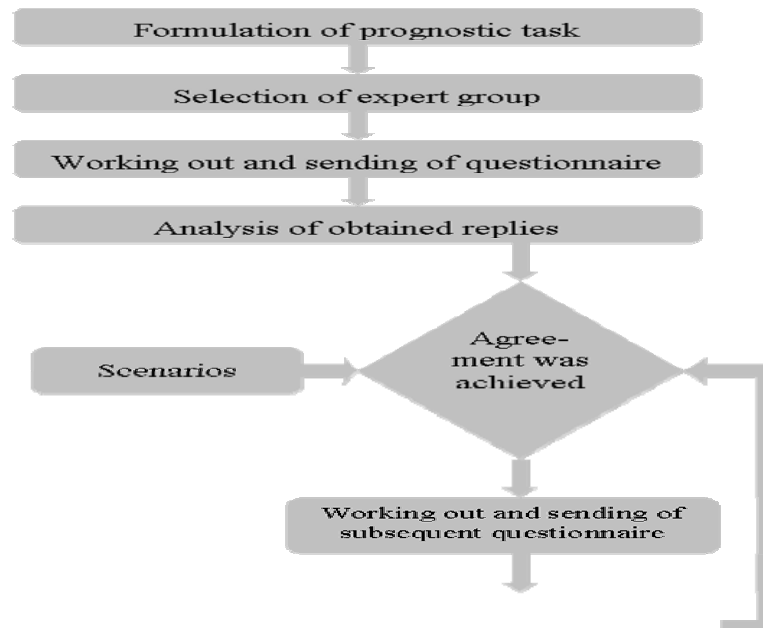 Formulation of prognostic task
Selection of expert group
Working out and sending of questionnaire
Analysis of obtained replies
Agree-
ment was
achieved
Scenarios
Working out and sending of
subsequent questionnaire